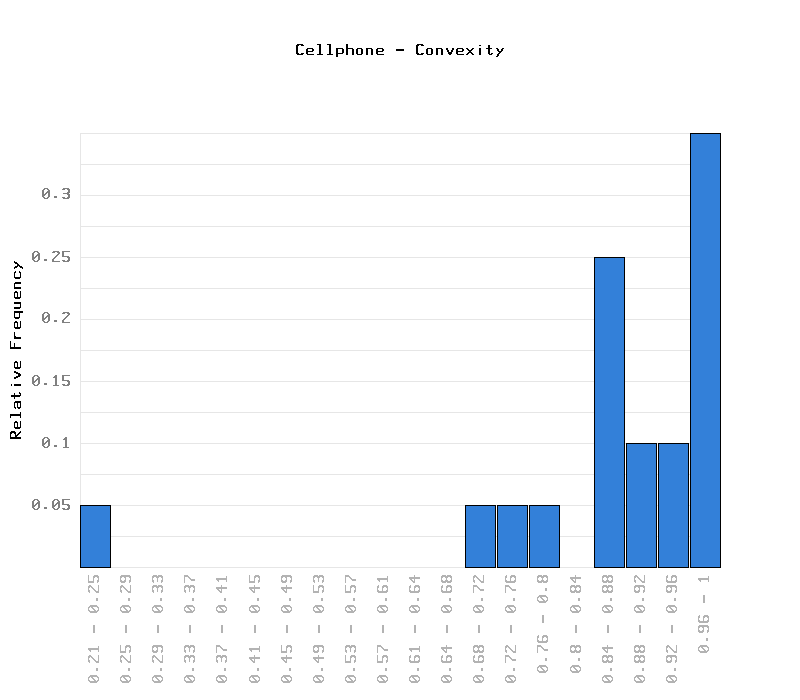 Cellphone - Convexity
Relative Frequency
0.3
0.25
0.2
0.15
0.1
0.05
0.21 - 0.25
0.25 - 0.29
0.29 - 0.33
0.33 - 0.37
0.37 - 0.41
0.41 - 0.45
0.45 - 0.49
0.49 - 0.53
0.53 - 0.57
0.57 - 0.61
0.61 - 0.64
0.64 - 0.68
0.68 - 0.72
0.72 - 0.76
0.76 - 0.8
0.8 - 0.84
0.84 - 0.88
0.88 - 0.92
0.92 - 0.96
0.96 - 1